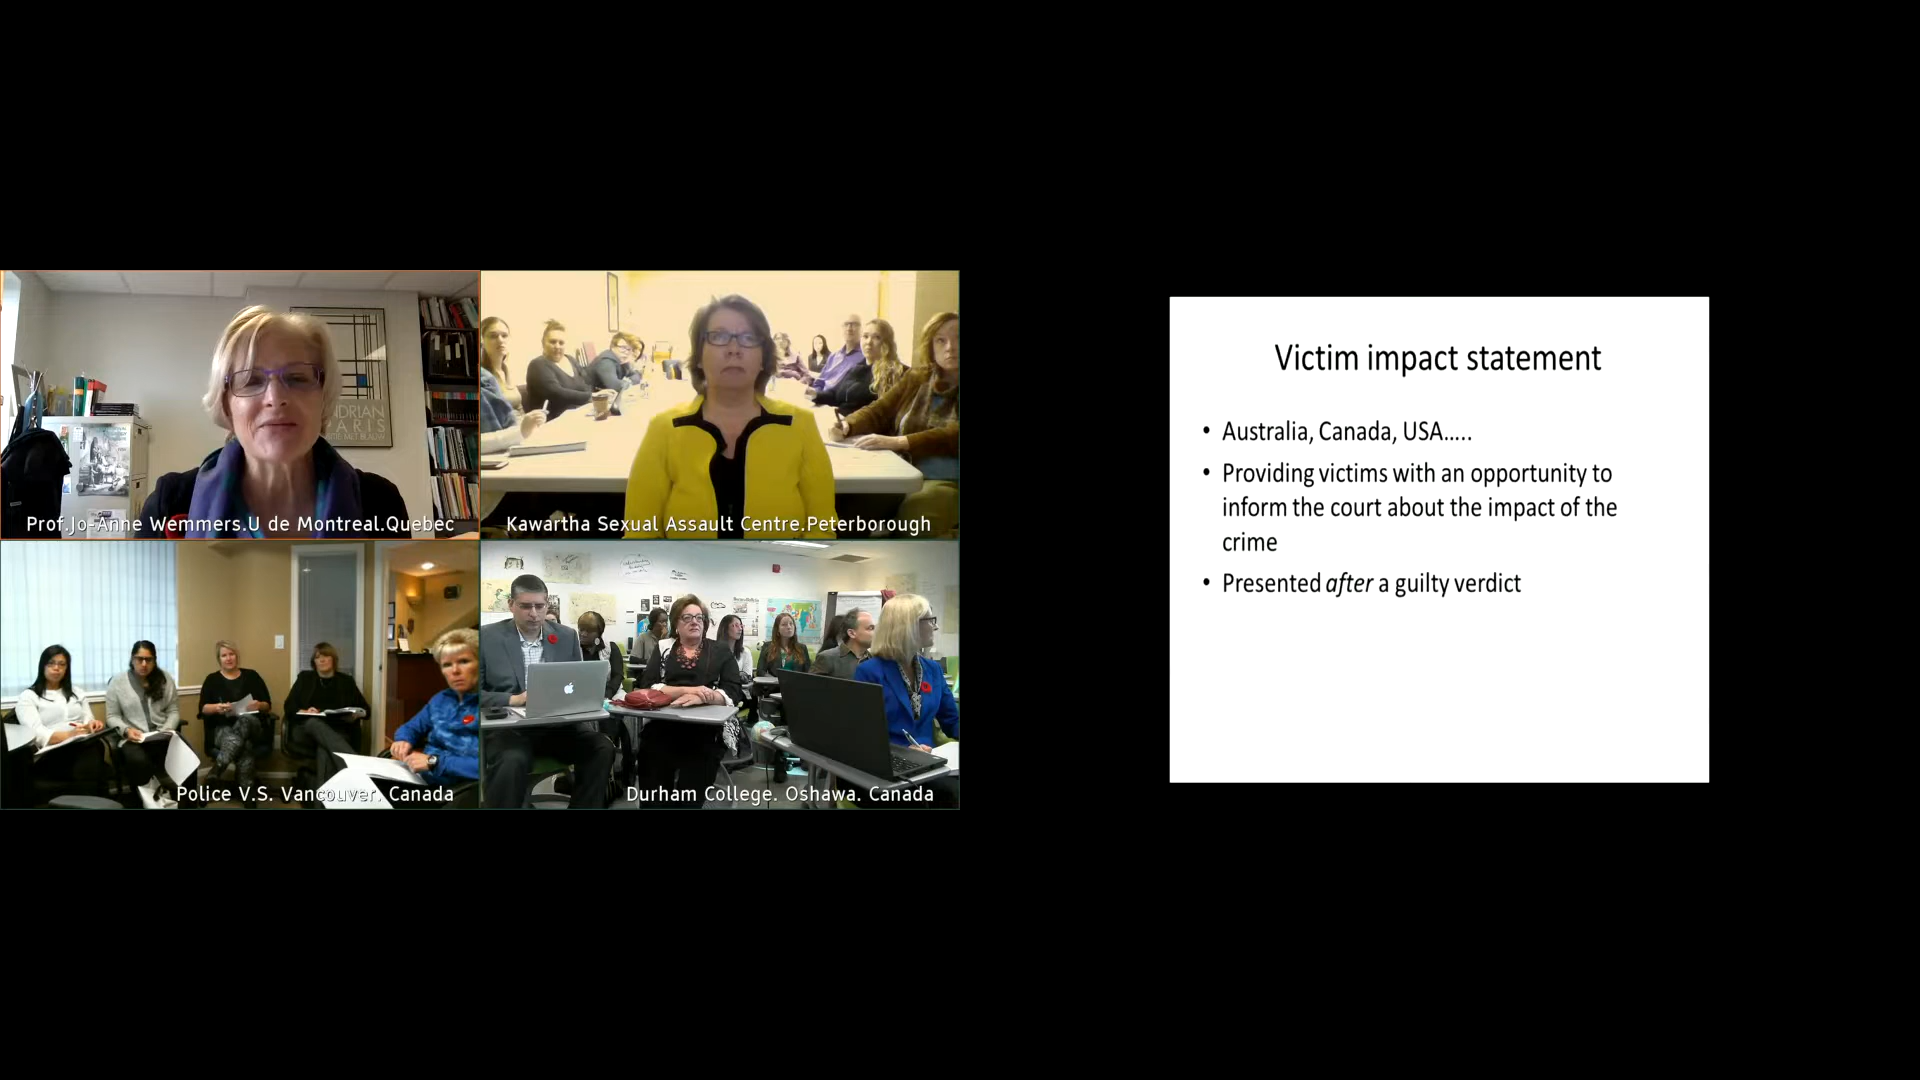 NDRIAN
PARIS
Prof.Jo-Anne Wemmers.U de Montreal.Quebec
Kawartha Sexual Assault Centre.Peterborough
Police V.S. Vancouver. Canada
Durham College. Oshawa. Canada
Victim impact statement
• Australia, Canada, USA.....
• Providing victims with an opportunity to
inform the court about the impact of the
crime
• Presented after a guilty verdict